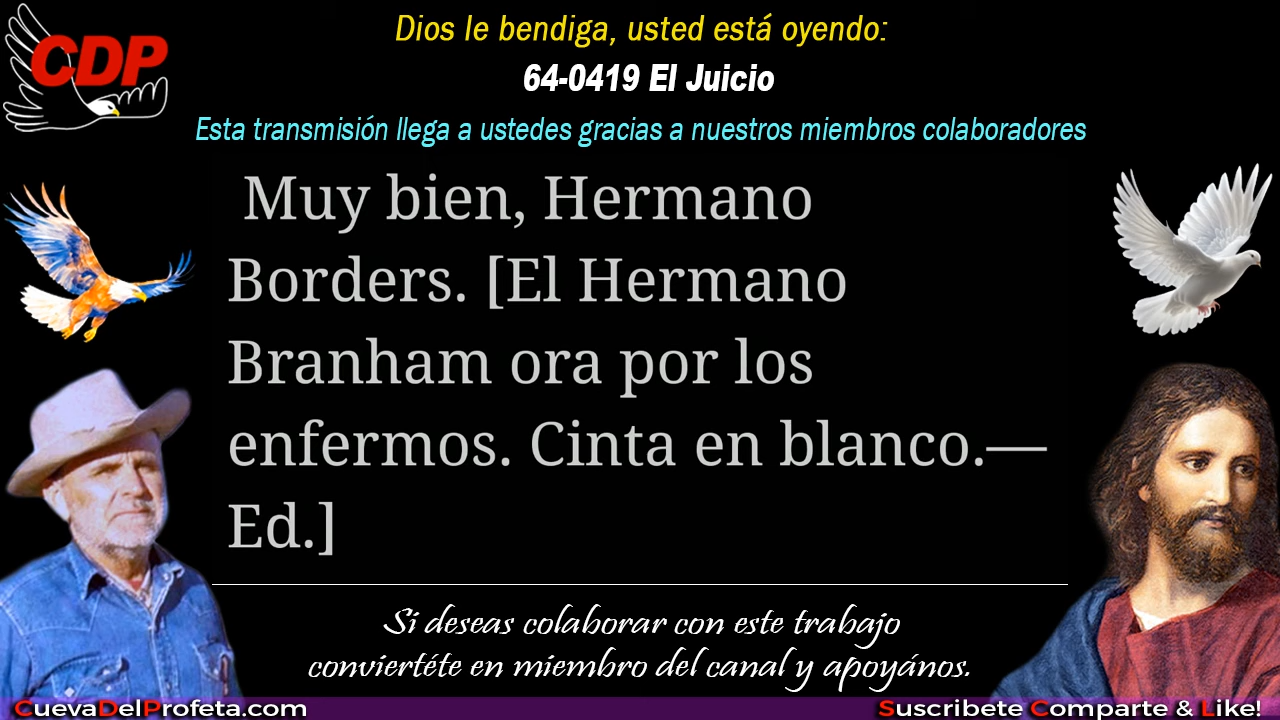 CDP
Dios le bendiga, usted está oyendo:
64-0419 El Juicio
Esta transmisión llega a ustedes gracias a nuestros miembros colaboradores
Muy bien, Hermano
Borders. [El Hermano
Branham ora por los
enfermos. Cinta en blanco.—
Ed.]
Si deseas colaborar con este trabajo
conviertéte en miembro del canal y apoyános.
CuevaDelProfeta.com
Suscribete Comparte & Like!